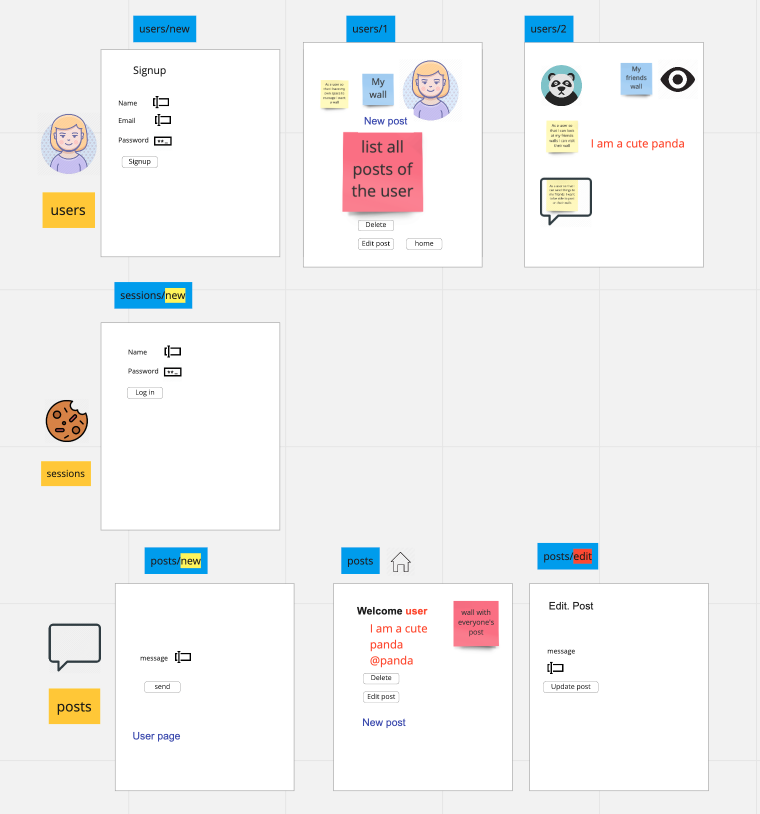 users/new
users/1
users/2
Signup
Name
Email
Password
Signup
users
My
wall
New post
list all
posts of
the user
Delete
Edit post
home
My
friends
wall
I am a cute panda
sessions/new
Name
Password
Log in
sessions
posts/new
posts
posts/edit
message
send
User page
posts
Welcome user
I am a cute
panda
@panda
Delete
Edit post
New post
wall with
everyone's
post
Edit. Post
message
Update post